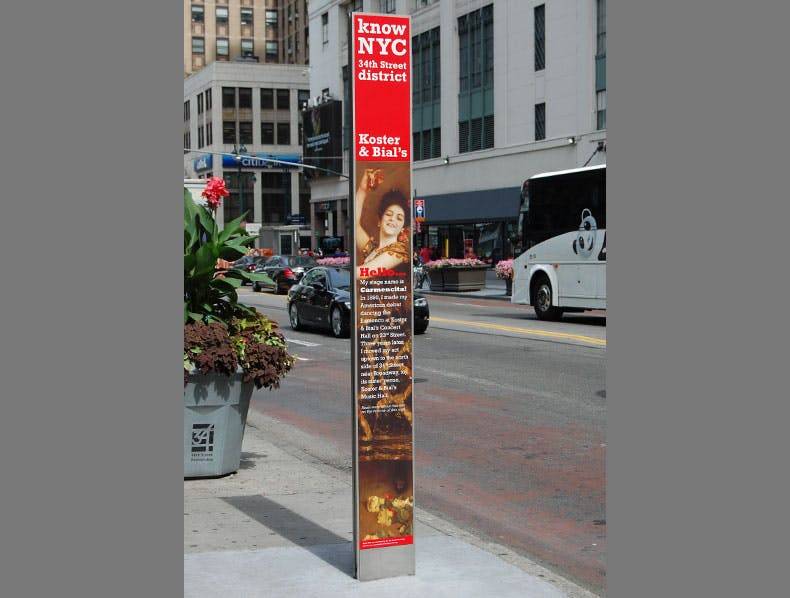 know
NYC
34th Street
district
Koster
& Bial's
Hello...
My stage name is
Carmencita!
In 1890, I made my
American debut
dancing the
flamenco at Koster
& Bial's Concert
Hall on 23rd Street.
Three years later,
I moved my act
uptown to the north
side of 34th Street
near Broadway, to
its sister venue,
Koster & Bial's
Music Hall.
citi
34